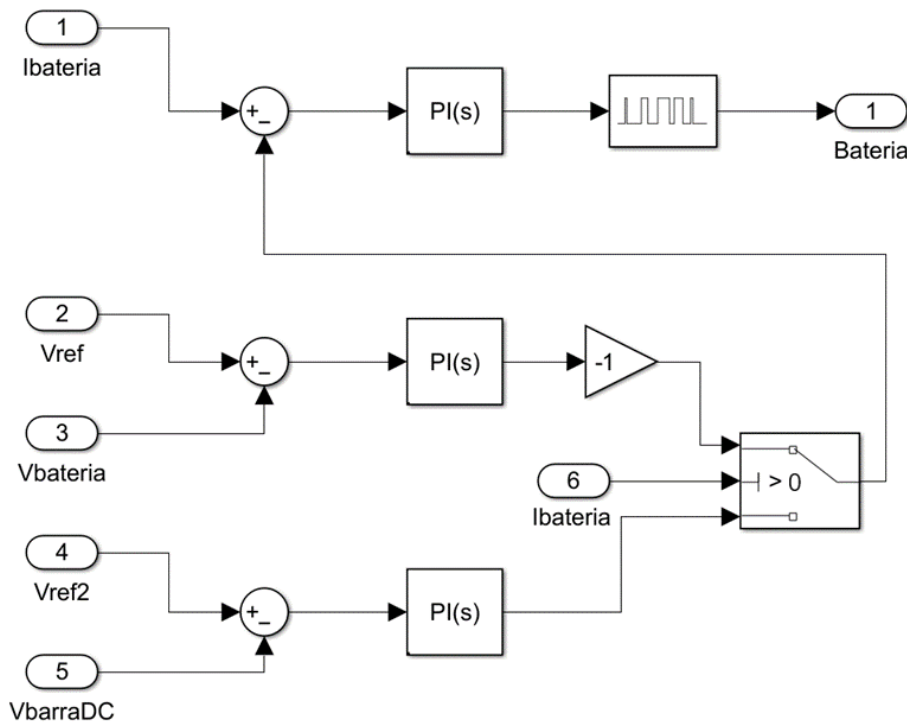 1
Ibateria
+
−
PI(s)
1
Bateria
2
Vref
+
−
PI(s)
-1
3
Vbateria
6
Ibateria
> 0
4
Vref2
+
−
PI(s)
5
VbarraDC